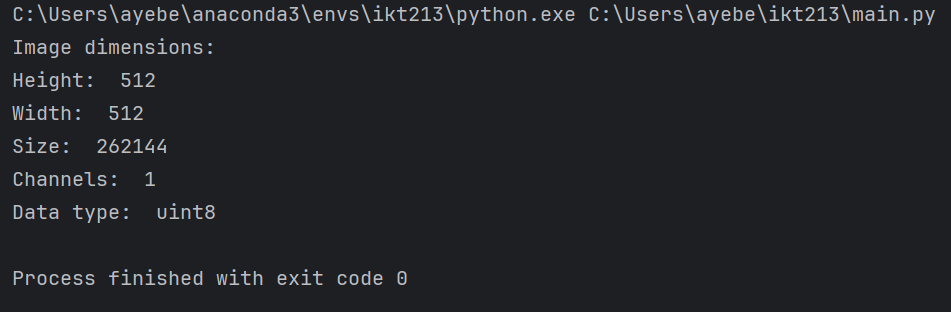 C:\Users\ayebe\anaconda3\envs\ikt213\python.exe C:\Users\ayebe\ikt213\main.py
Image dimensions:
Height:  512
Width:  512
Size:  262144
Channels:  1
Data type:  uint8
Process finished with exit code 0